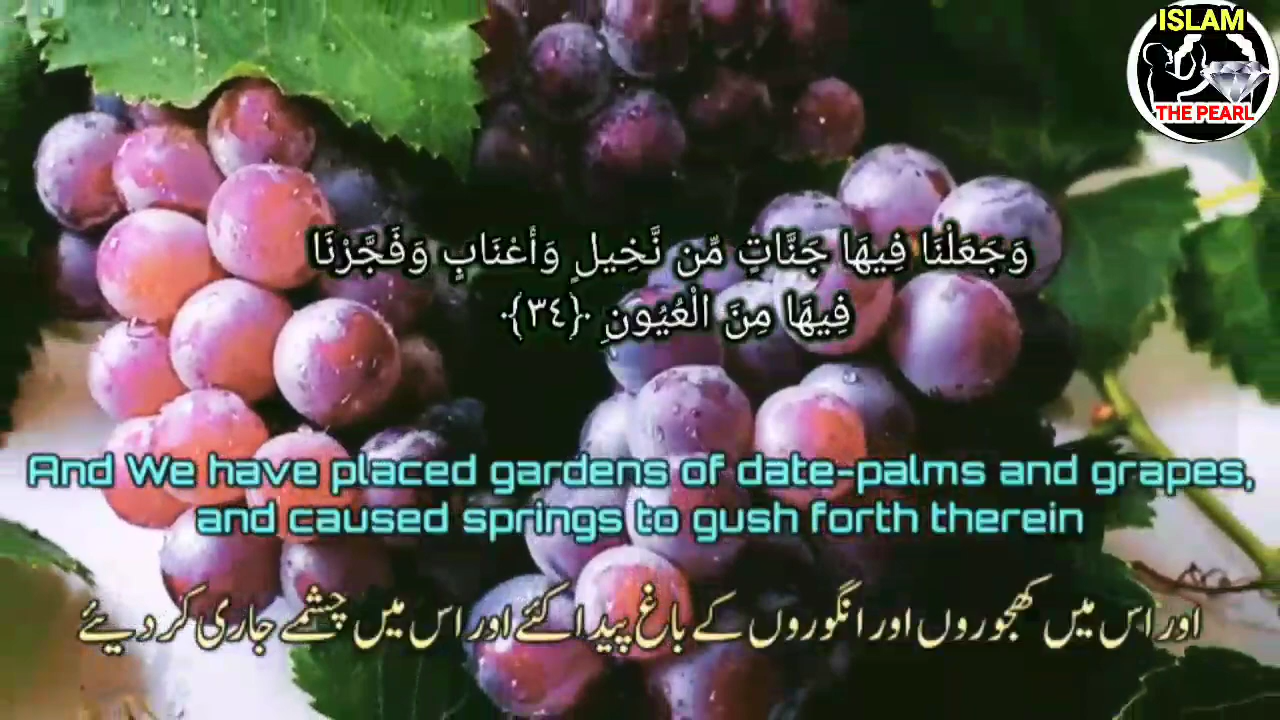 ISLAM
THE PEARL
وَجَعَلْنَا فِيهَا جَنَّاتٍ مِّن نَّخِيلٍ وَأَعْنَابٍ وَفَجَّرْنَا
فِيهَا مِنَ الْعُيُونِ ﴿٣٤﴾
And We have placed gardens of date-palms and grapes,
and caused springs to gush forth therein
اور اس میں کھجوروں اور انگوروں کے باغ پیدا کئے اور اس میں چشمے جاری کر دیئے